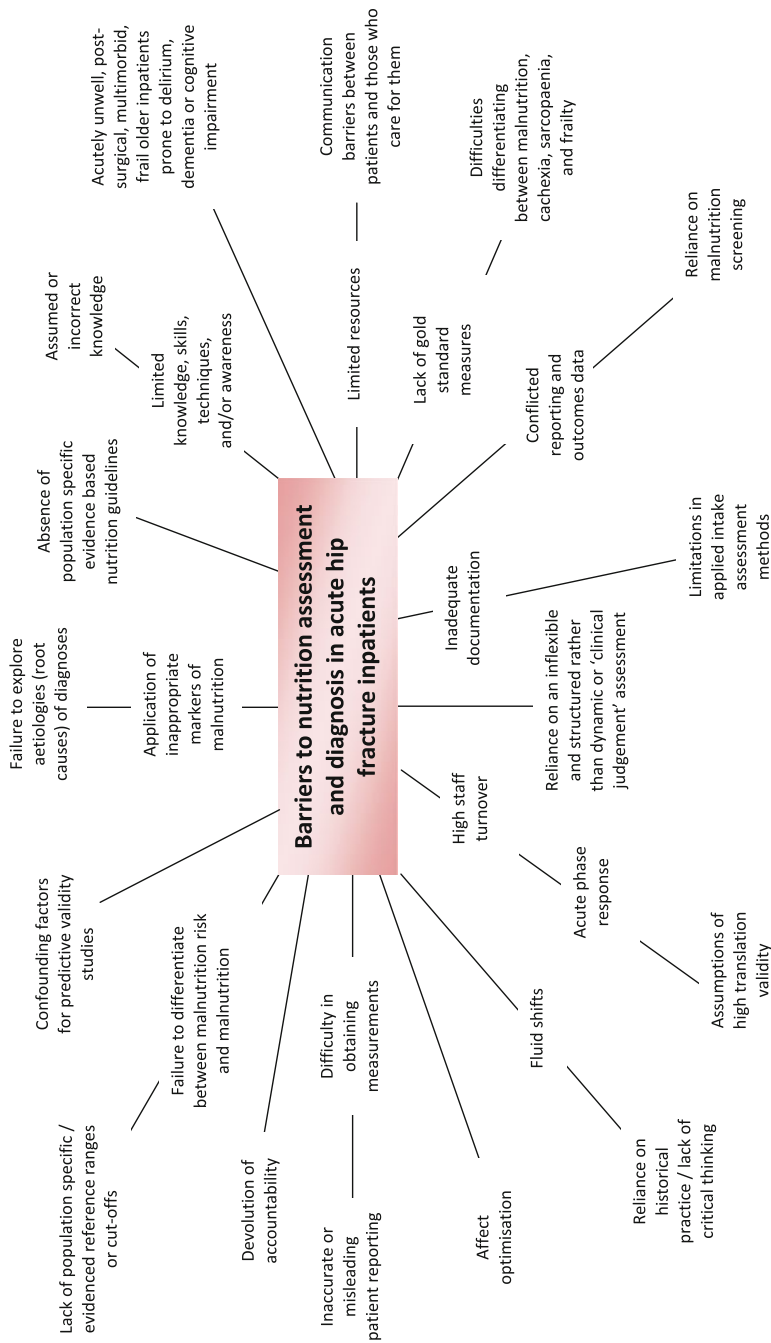 Barriers to nutrition assessment
and diagnosis in acute hip
fracture inpatients
Lack of population specific /
evidenced reference ranges
or cut-offs
Failure to differentiate
between malnutrition risk
and malnutrition
Confounding factors
for predictive validity
studies
Failure to explore
aetiologies (root
causes) of diagnoses
Application of
inappropriate
markers of
malnutrition
Absence of
population specific
evidence based
nutrition guidelines
Assumed or
incorrect
knowledge
Limited
knowledge, skills,
techniques,
and/or awareness
Acutely unwell, post-
surgical, multimorbid,
frail older inpatients
prone to delirium,
dementia or cognitive
impairment
Devolution of
accountability
Inaccurate or
misleading
patient reporting
Difficulty in
obtaining
measurements
Limited resources
Communication
barriers between
patients and those who
care for them
Affect
optimisation
Fluid shifts
Reliance on
historical
practice / lack of
critical thinking
High staff
turnover
Acute phase
response
Assumptions of
high translation
validity
Reliance on an inflexible
and structured rather
than dynamic or ‘clinical
judgement’ assessment
Inadequate
documentation
Limitations in
applied intake
assessment
methods
Conflicted
reporting and
outcomes data
Reliance on
malnutrition
screening
Lack of gold
standard
measures
Difficulties
differentiating
between malnutrition,
cachexia, sarcopaenia,
and frailty